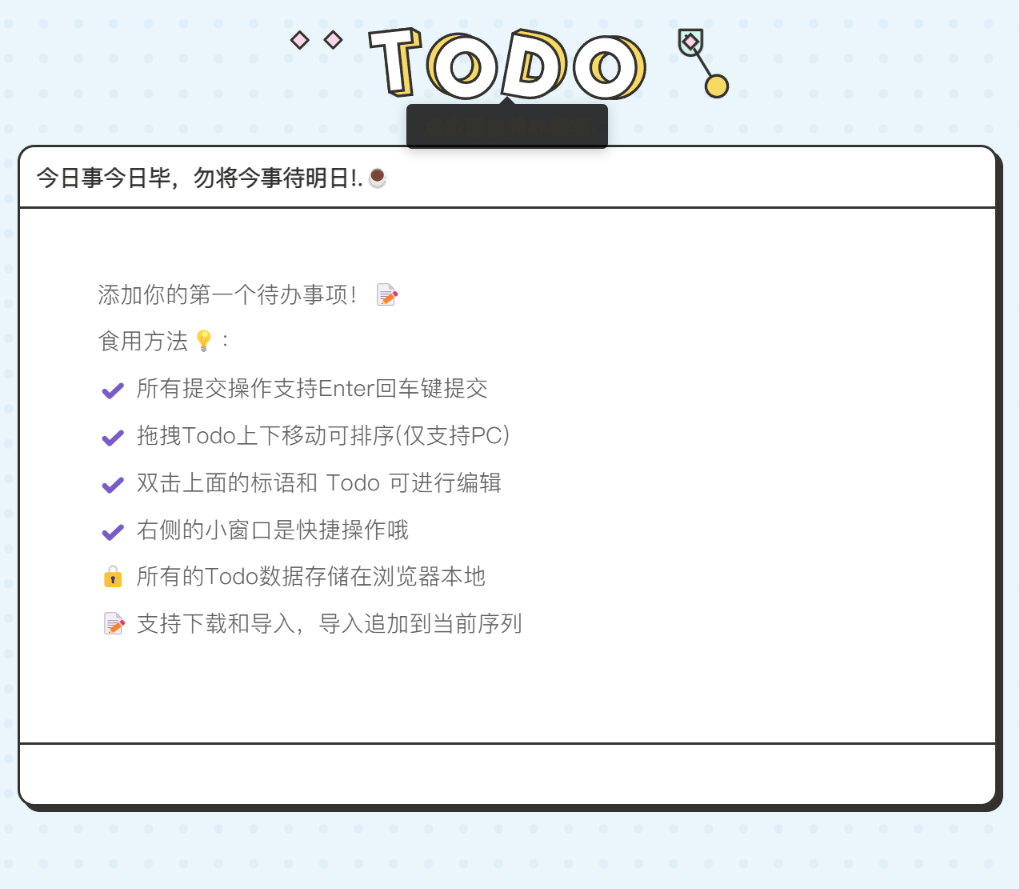 TODO
今日事今日毕，勿将今事待明日!.☕
添加你的第一个待办事项！📝
食用方法💡：
✔ 所有提交操作支持Enter回车键提交
✔ 拖拽Todo上下移动可排序(仅支持PC)
✔ 双击上面的标语和 Todo 可进行编辑
✔ 右侧的小窗口是快捷操作哦
🔒 所有的Todo数据存储在浏览器本地
📝 支持下载和导入，导入追加到当前序列